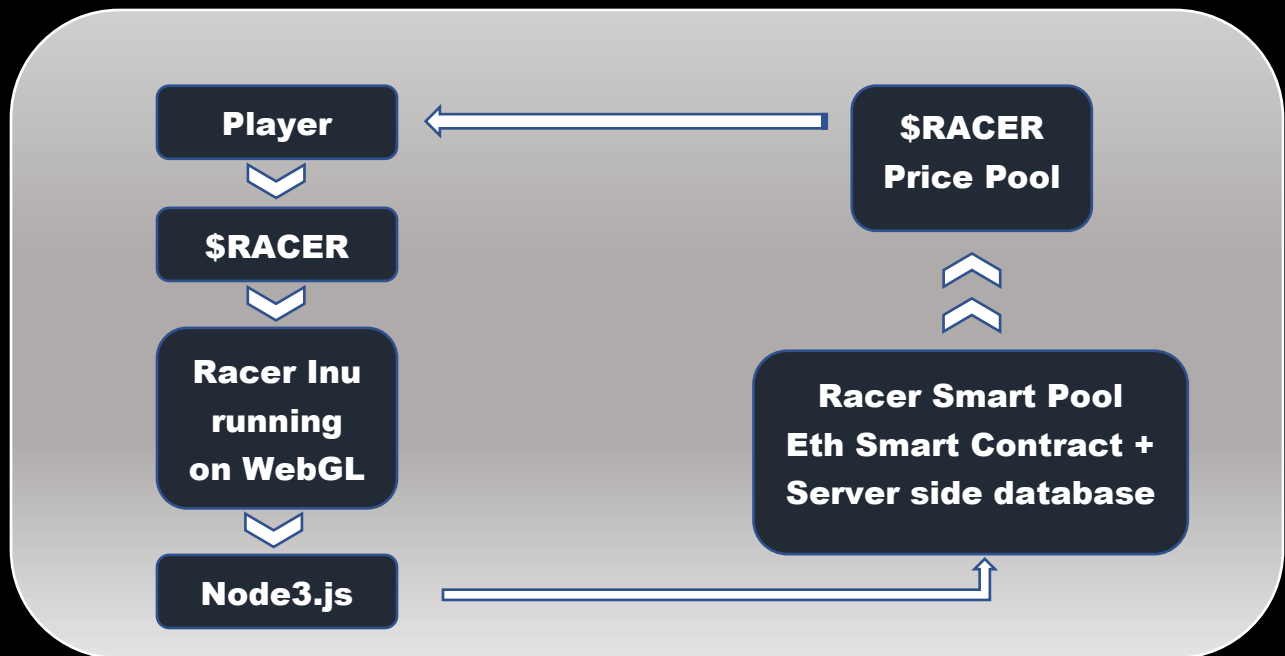 Player
$RACER
Racer Inu
running
on WebGL
Node3.js
$RACER
Price Pool
Racer Smart Pool
Eth Smart Contract +
Server side database